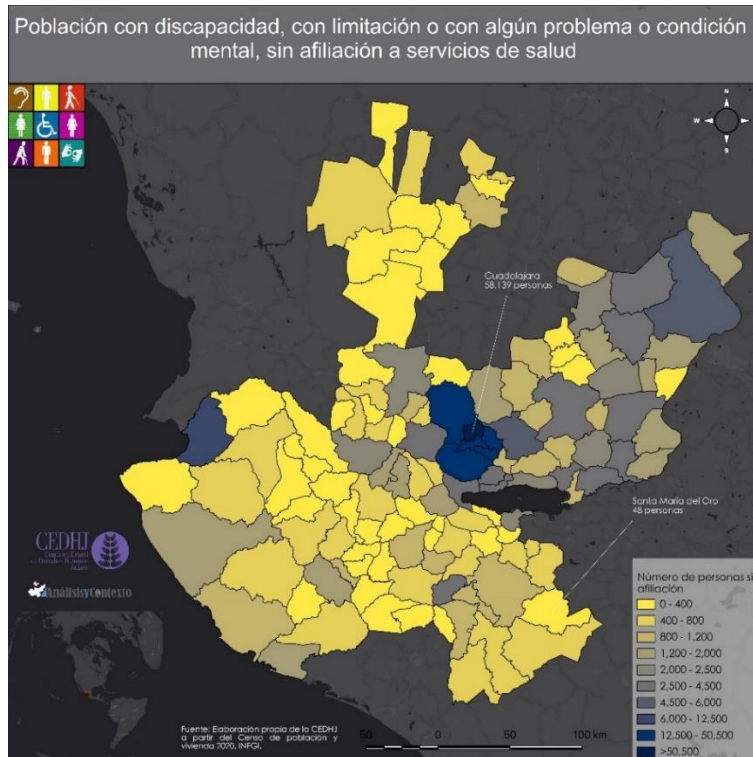 Población con discapacidad, con limitación o con algún problema o condición
mental, sin afiliación a servicios de salud
N
W
S
Guadalajara
58,139 personas
Santa María del Oro
48 personas
CEDHJ
AnálisisyContexto
Número de personas si
afiliación
0 - 400
400 - 800
800 - 1,200
1,200 - 2,000
2,000 - 2,500
2,500 - 4,500
4,500 - 6,000
6,000 - 12,500
12,500 - 50,500
>50,500
Fuente: Elaboración propia de la CEDHJ
a partir del Censo de población y
vivienda 2020, INEGI.
50 0 50 100 km